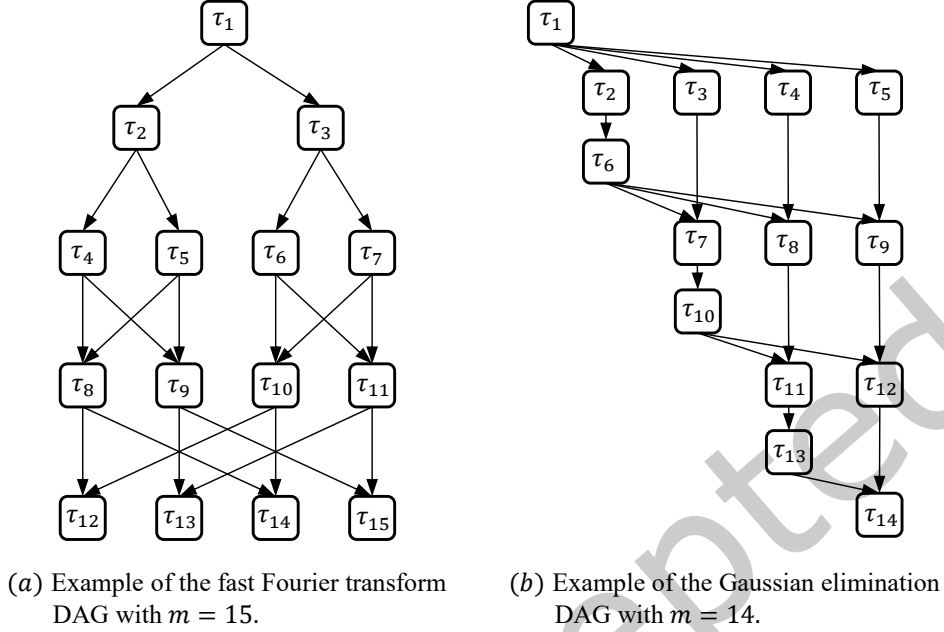 τ1
τ2 τ3
τ4 τ5 τ6 τ7
τ8 τ9 τ10 τ11
τ12 τ13 τ14 τ15
(a) Example of the fast Fourier transform
DAG with m = 15.
τ1
τ2 τ3 τ4 τ5
τ6
τ7 τ8 τ9
τ10
τ11 τ12
τ13
τ14
(b) Example of the Gaussian elimination
DAG with m = 14.
epted